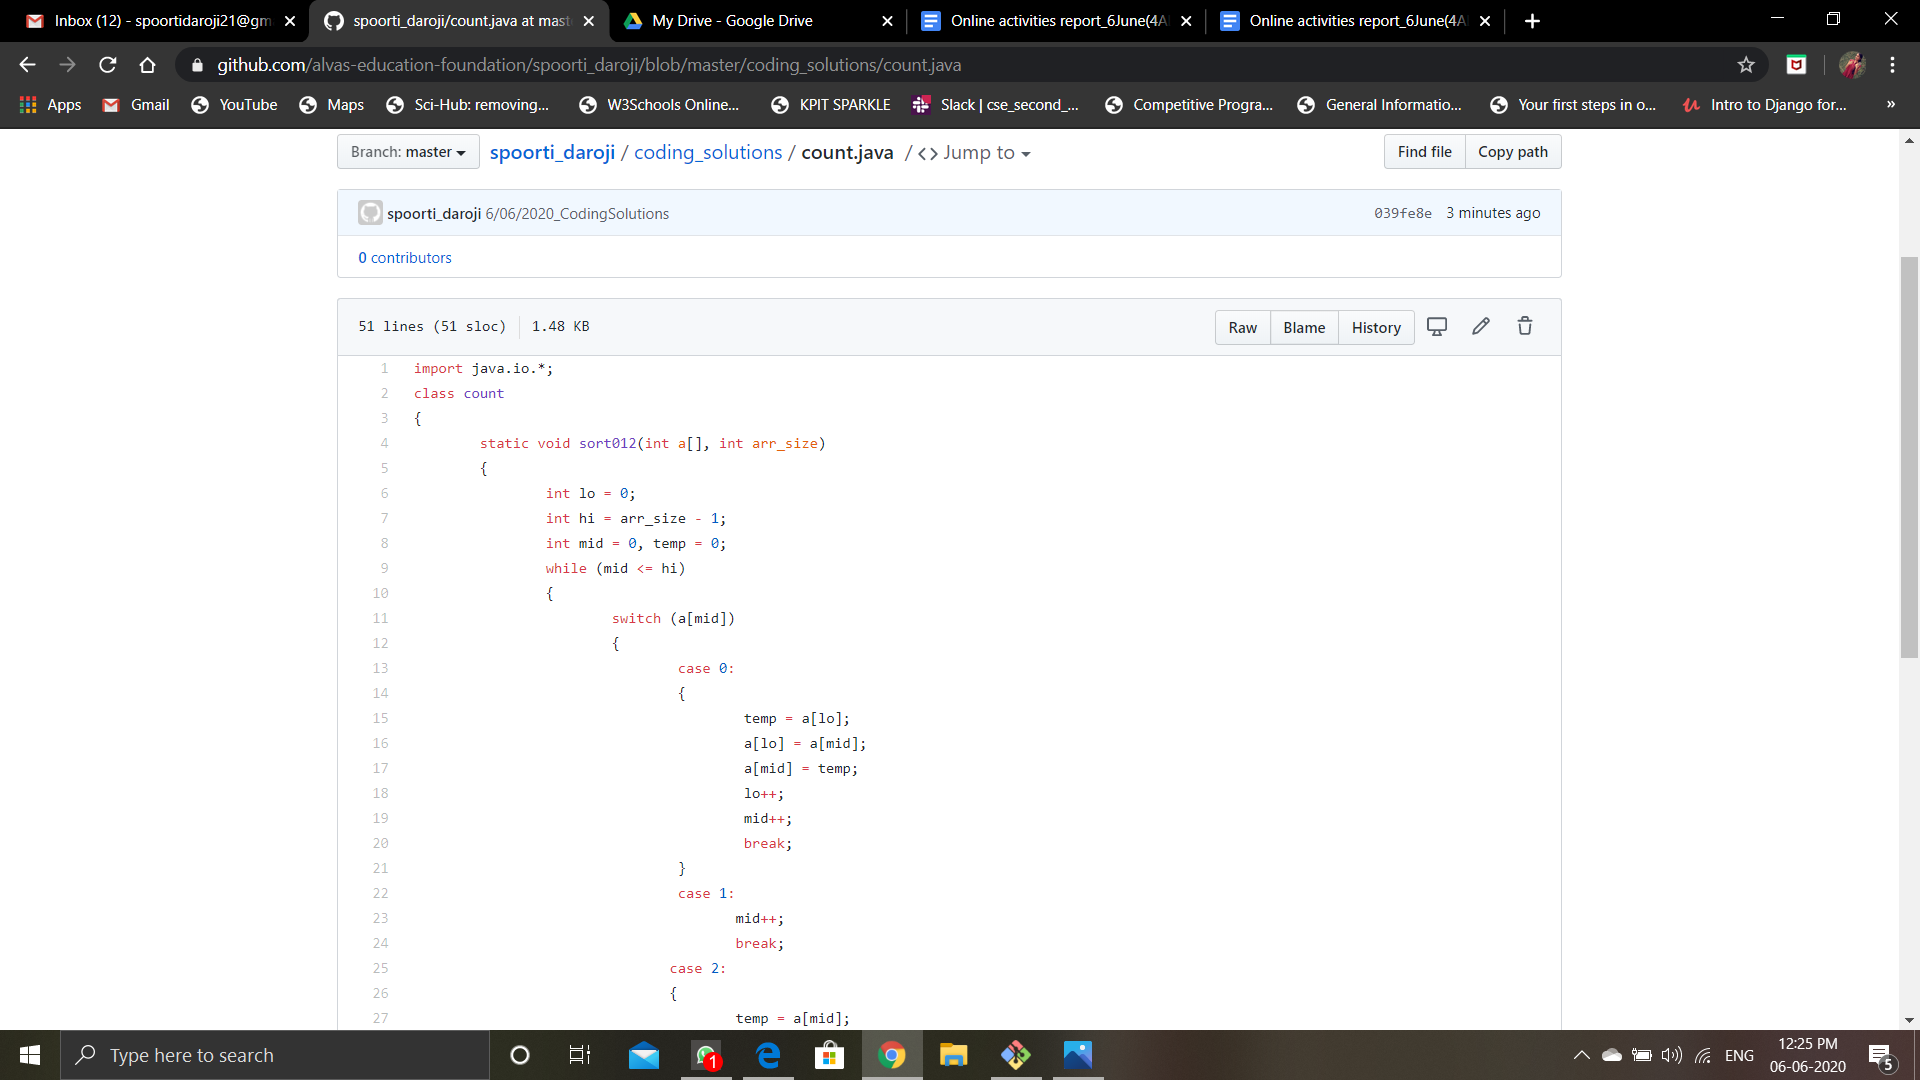 Inbox (12) - spoortidaroji21@gm
spoorti_daroji/count.java at mast
My Drive - Google Drive
Online activities report_6June(4A
Online activities report_6June(4A
github.com/alvas-education-foundation/spoorti_daroji/blob/master/coding_solutions/count.java
Apps
Gmail
YouTube
Maps
Sci-Hub: removing...
W3Schools Online...
KPIT SPARKLE
Slack | cse_second_...
Competitive Progra...
General Informatio...
Your first steps in o...
Intro to Django for...
»
Branch: master
spoorti_daroji / coding_solutions / count.java / <> Jump to
Find file
Copy path
spoorti_daroji 6/06/2020_CodingSolutions
039fe8e 3 minutes ago
0 contributors
51 lines (51 sloc) 1.48 KB
Raw
Blame
History
1 import java.io.*;
2 class count
3 {
4 static void sort012(int a[], int arr_size)
5 {
6 int lo = 0;
7 int hi = arr_size - 1;
8 int mid = 0, temp = 0;
9 while (mid <= hi)
10 {
11 switch (a[mid])
12 {
13 case 0:
14 {
15 temp = a[lo];
16 a[lo] = a[mid];
17 a[mid] = temp;
18 lo++;
19 mid++;
20 break;
21 }
22 case 1:
23 mid++;
24 break;
25 case 2:
26 {
27 temp = a[mid];
Type here to search
1
ENG
12:25 PM
06-06-2020
5